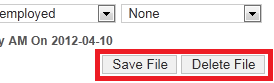 employed None
y AM On 2012-04-10
Save File Delete File